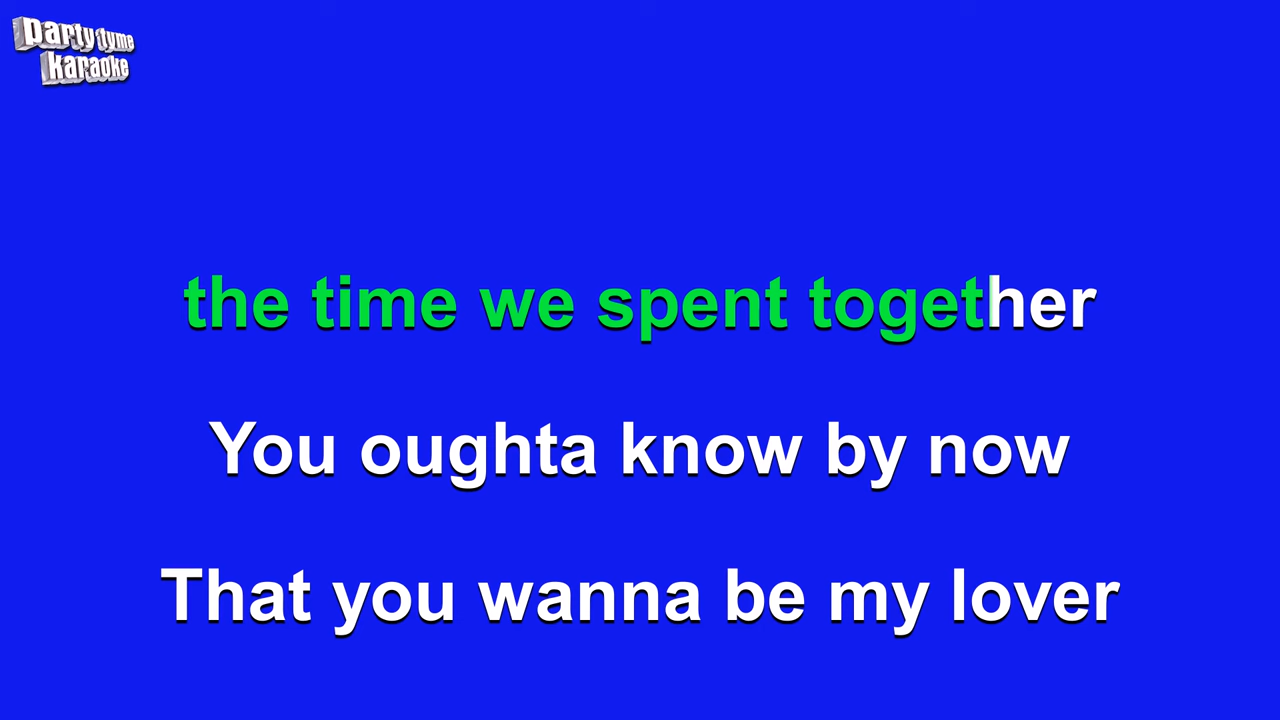 party tyme
karaoke
the time we spent together
You oughta know by now
That you wanna be my lover